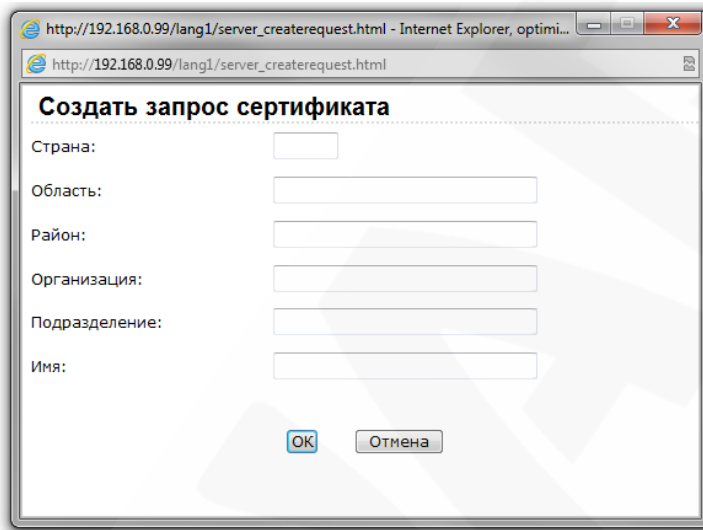 http://192.168.0.99/lang1/server_createrequest.html - Internet Explorer, optimi...
http://192.168.0.99/lang1/server_createrequest.html
Создать запрос сертификата
Страна:
Область:
Район:
Организация:
Подразделение:
Имя:
OK Отмена